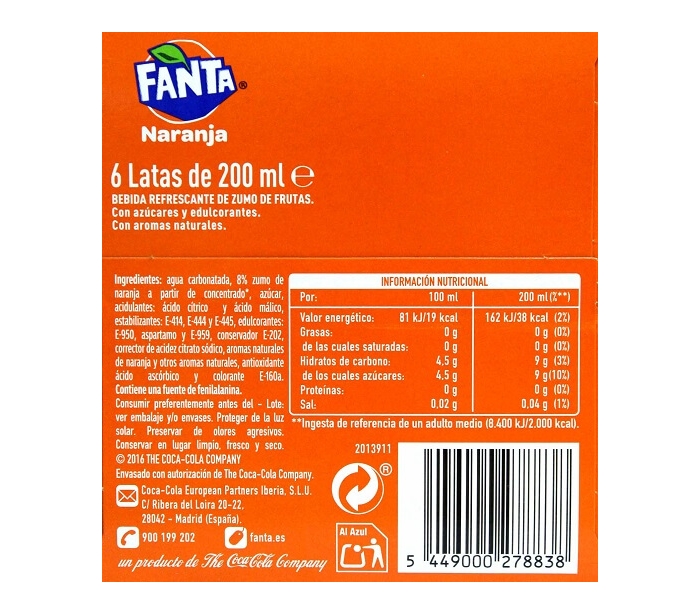 FANTA®
Naranja
6 Latas de 200 ml ℮
BEBIDA REFRESCANTE DE ZUMO DE FRUTAS.
Con azúcares y edulcorantes.
Con aromas naturales.
Ingredientes: agua carbonatada, 8% zumo de
naranja a partir de concentrado*, azúcar,
acidulantes: ácido cítrico y ácido málico,
estabilizantes: E-414, E-444 y E-445, edulcorantes:
E-950, aspartamo y E-959, conservador E-202,
corrector de acidez citrato sódico, aromas naturales
de naranja y otros aromas naturales, antioxidante
ácido ascórbico y colorante E-160a.
Contiene una fuente de fenilalanina.
Consumir preferentemente antes del - Lote:
ver embalaje y/o envases. Proteger de la luz
solar. Preservar de olores agresivos.
Conservar en lugar limpio, fresco y seco.
© 2016 THE COCA-COLA COMPANY
Envasado con autorización de The Coca-Cola Company.
Coca-Cola European Partners Iberia, S.L.U.
C/ Ribera del Loira 20-22.
28042 - Madrid (España).
900 199 202 fanta.es
un producto de The Coca-Cola Company
INFORMACIÓN NUTRICIONAL
Por: 100 ml 200 ml (%**)
Valor energético: 81 kJ/19 kcal 162 kJ/38 kcal (2%)
Grasas: 0 g 0 g (0%)
de las cuales saturadas: 0 g 0 g (0%)
Hidratos de carbono: 4,5 g 9 g (3%)
de los cuales azúcares: 4,5 g 9 g (10%)
Proteínas: 0 g 0 g (0%)
Sal: 0,02 g 0,04 g (1%)
**Ingesta de referencia de un adulto medio (8.400 kJ/2.000 kcal).
2013911
®
Al Azul
5 449000 278838